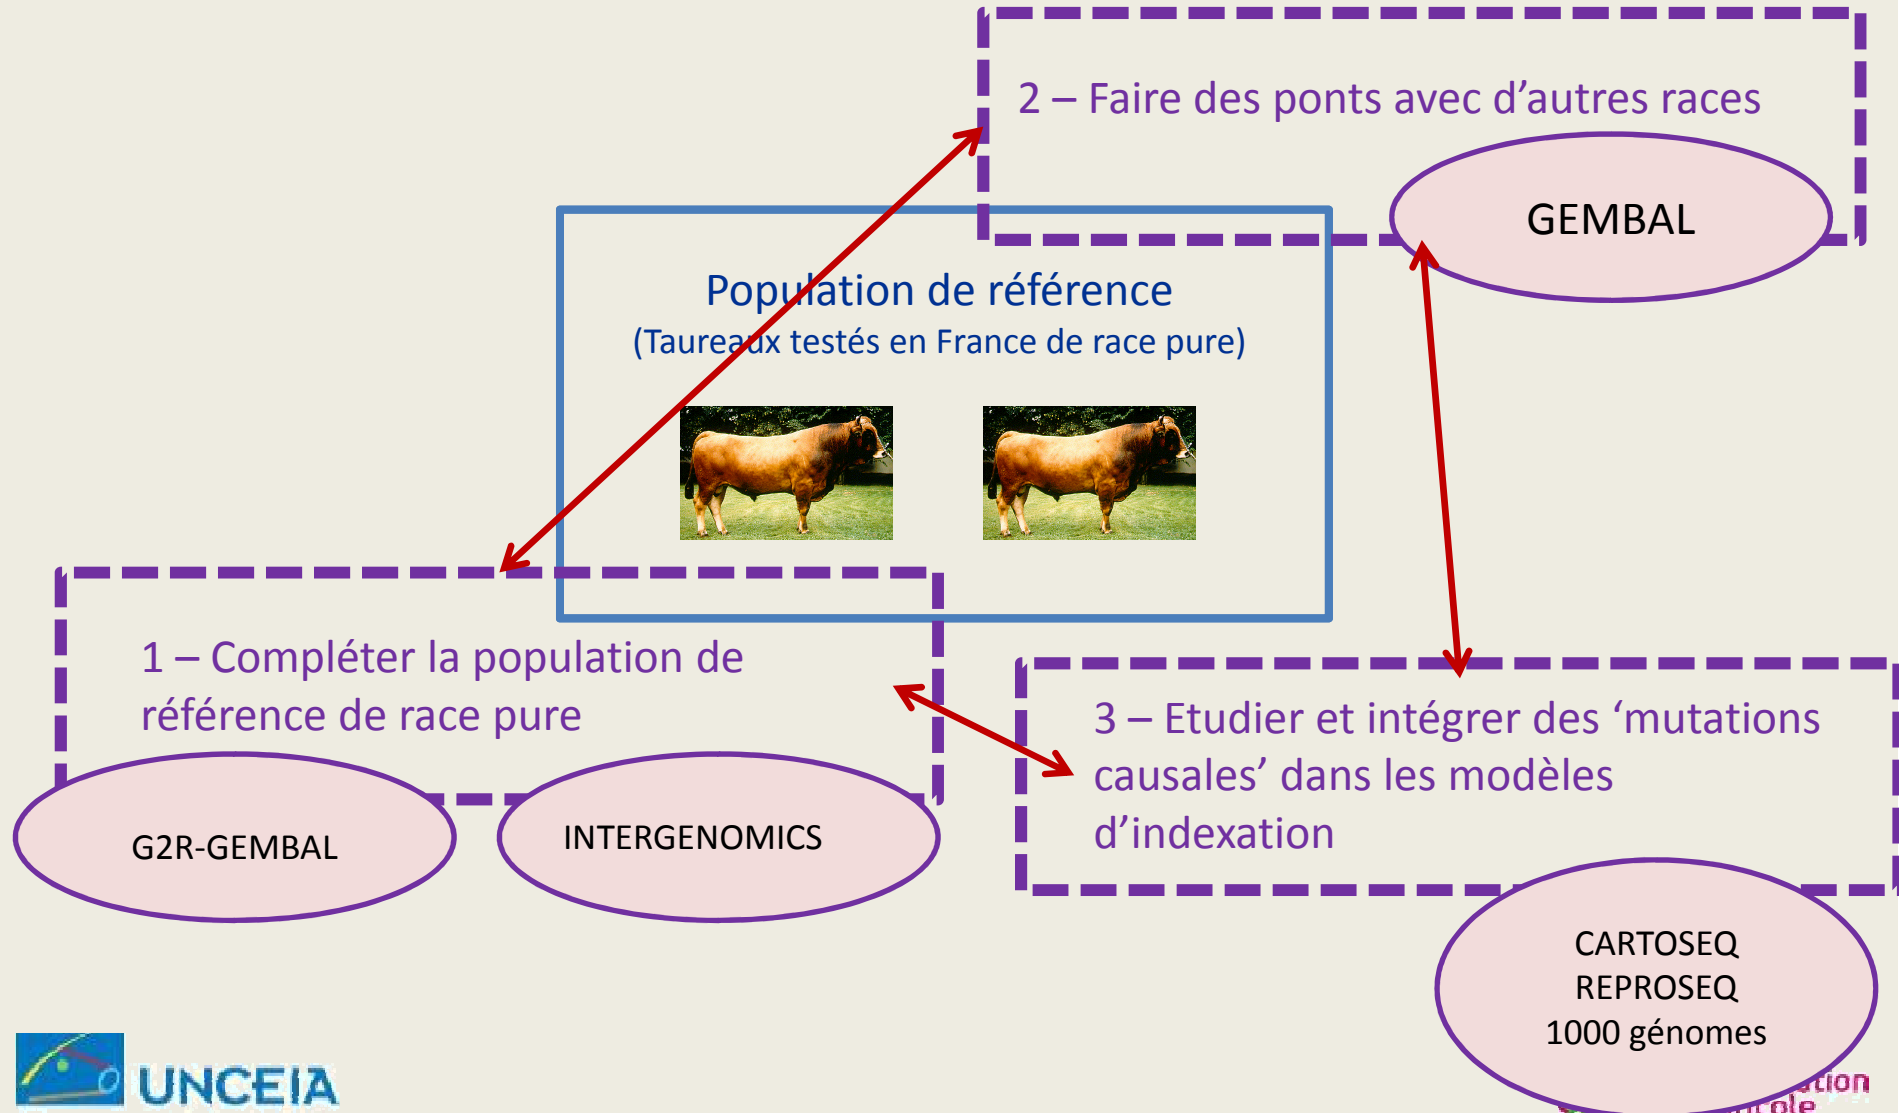 2 – Faire des ponts avec d'autres races
GEMBAL
Population de référence
(Taureaux testés en France de race pure)
1 – Compléter la population de
référence de race pure
G2R-GEMBAL
INTERGENOMICS
3 – Etudier et intégrer des ‘mutations
causales’ dans les modèles
d’indexation
CARTOSEQ
REPROSEQ
1000 génomes
UNCEIA